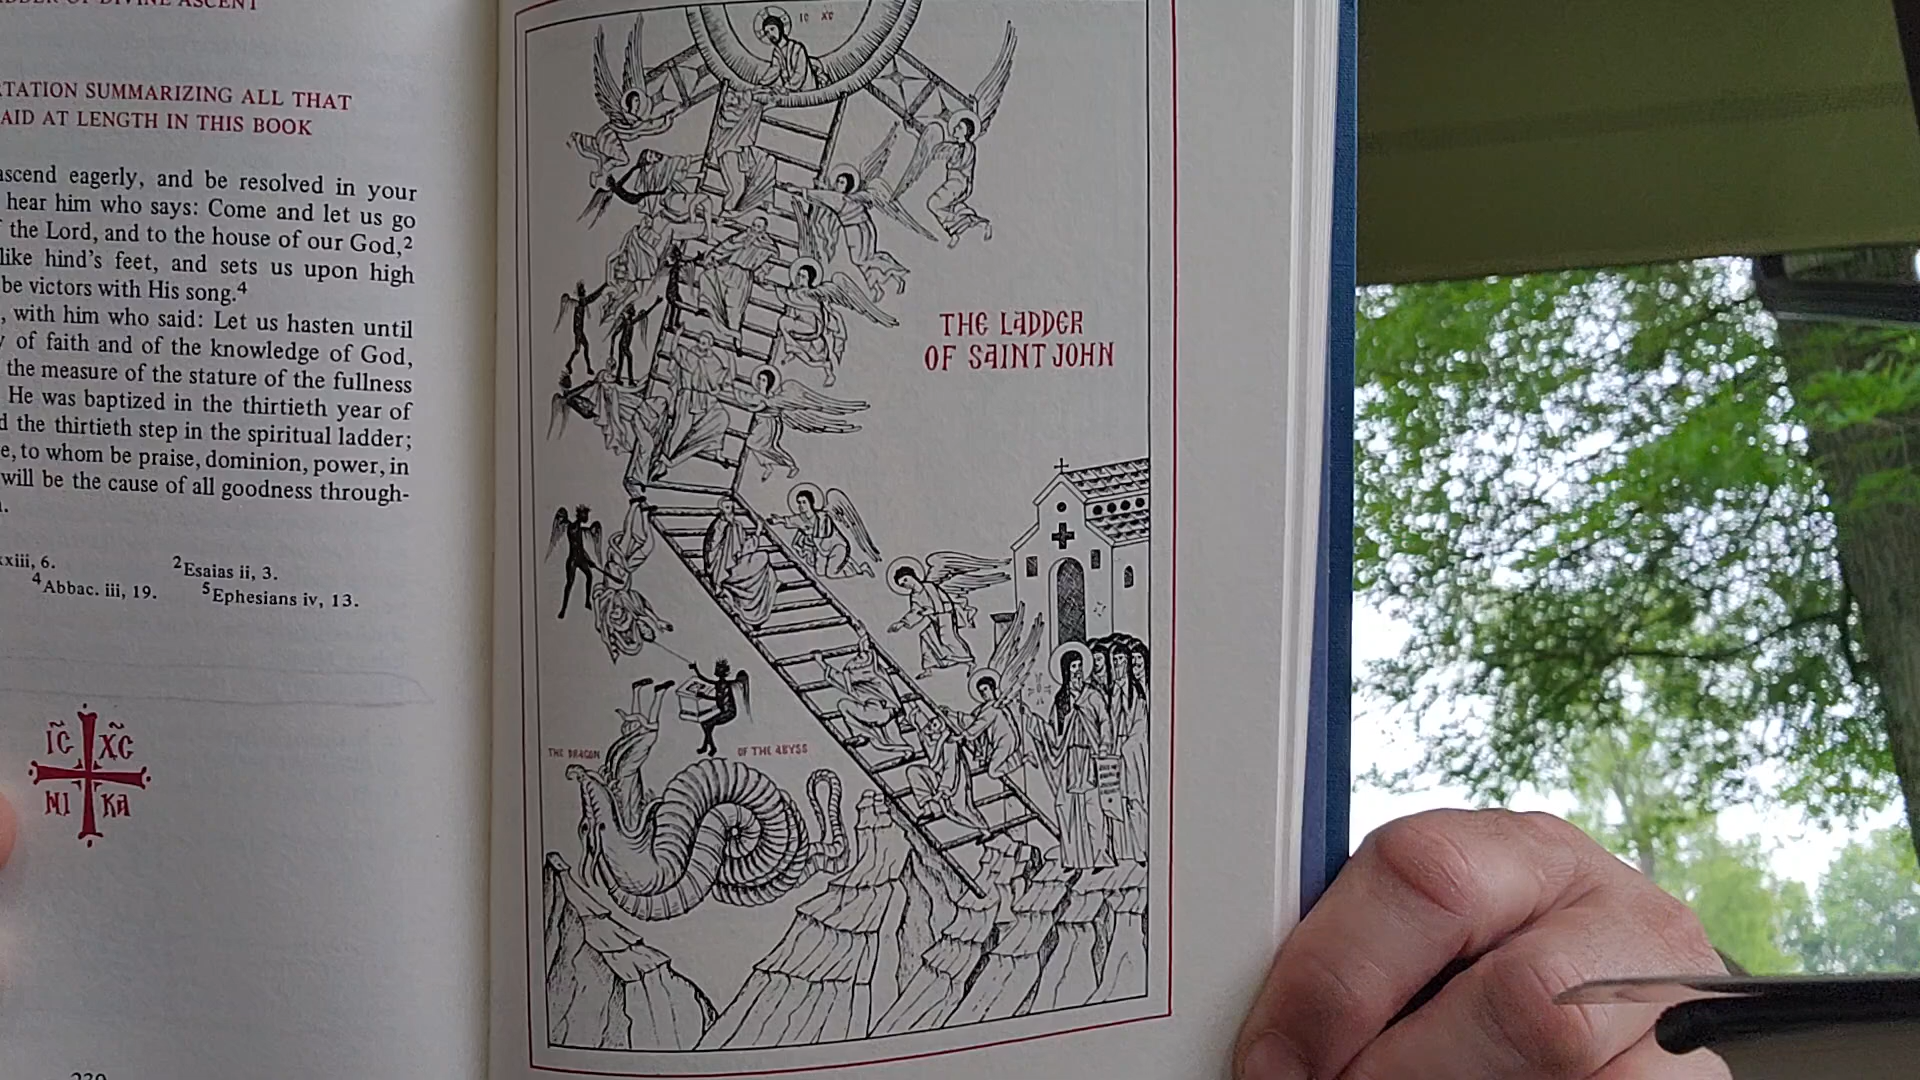 DDER OF DIVINE ASCENT
TATION SUMMARIZING ALL THAT
AID AT LENGTH IN THIS BOOK
ascend eagerly, and be resolved in your
hear him who says: Come and let us go
the Lord, and to the house of our God,2
like hind's feet, and sets us upon high
be victors with His song.4
, with him who said: Let us hasten until
of faith and of the knowledge of God,
the measure of the stature of the fullness
He was baptized in the thirtieth year of
d the thirtieth step in the spiritual ladder;
e, to whom be praise, dominion, power, in
will be the cause of all goodness through-
xxiii, 6. 2Esaias ii, 3.
4Abbac. iii, 19. 5Ephesians iv, 13.
IC XC
NI KA
IC XC
THE LADDER
OF SAINT JOHN
THE DRAGON OF THE ABYSS